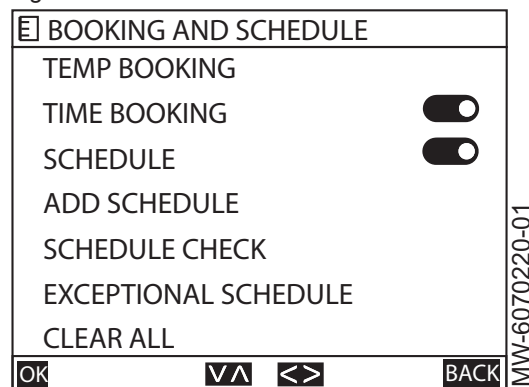 BOOKING AND SCHEDULE
TEMP BOOKING
TIME BOOKING
SCHEDULE
ADD SCHEDULE
SCHEDULE CHECK
EXCEPTIONAL SCHEDULE
CLEAR ALL
OK BACK
MW-6070220-01